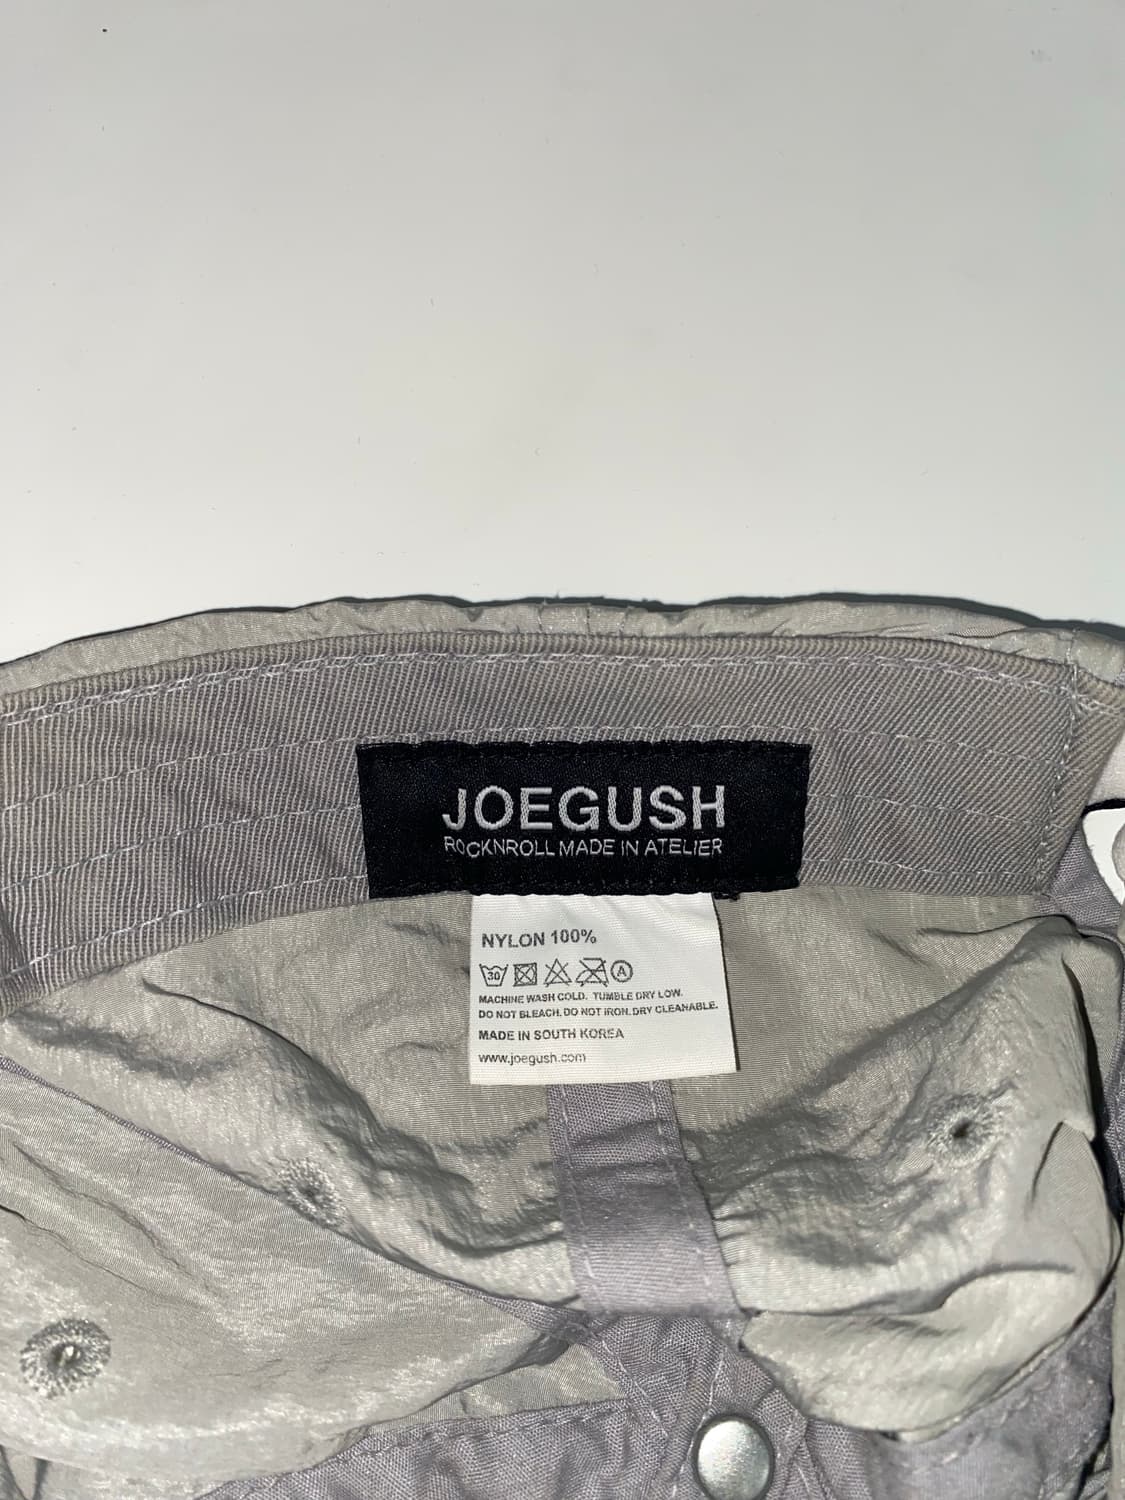 JOEGUSH
ROCKNROLL MADE IN ATELIER
NYLON 100%
30 A
MACHINE WASH COLD. TUMBLE DRY LOW.
DO NOT BLEACH. DO NOT IRON. DRY CLEANABLE.
MADE IN SOUTH KOREA
www.joegush.com